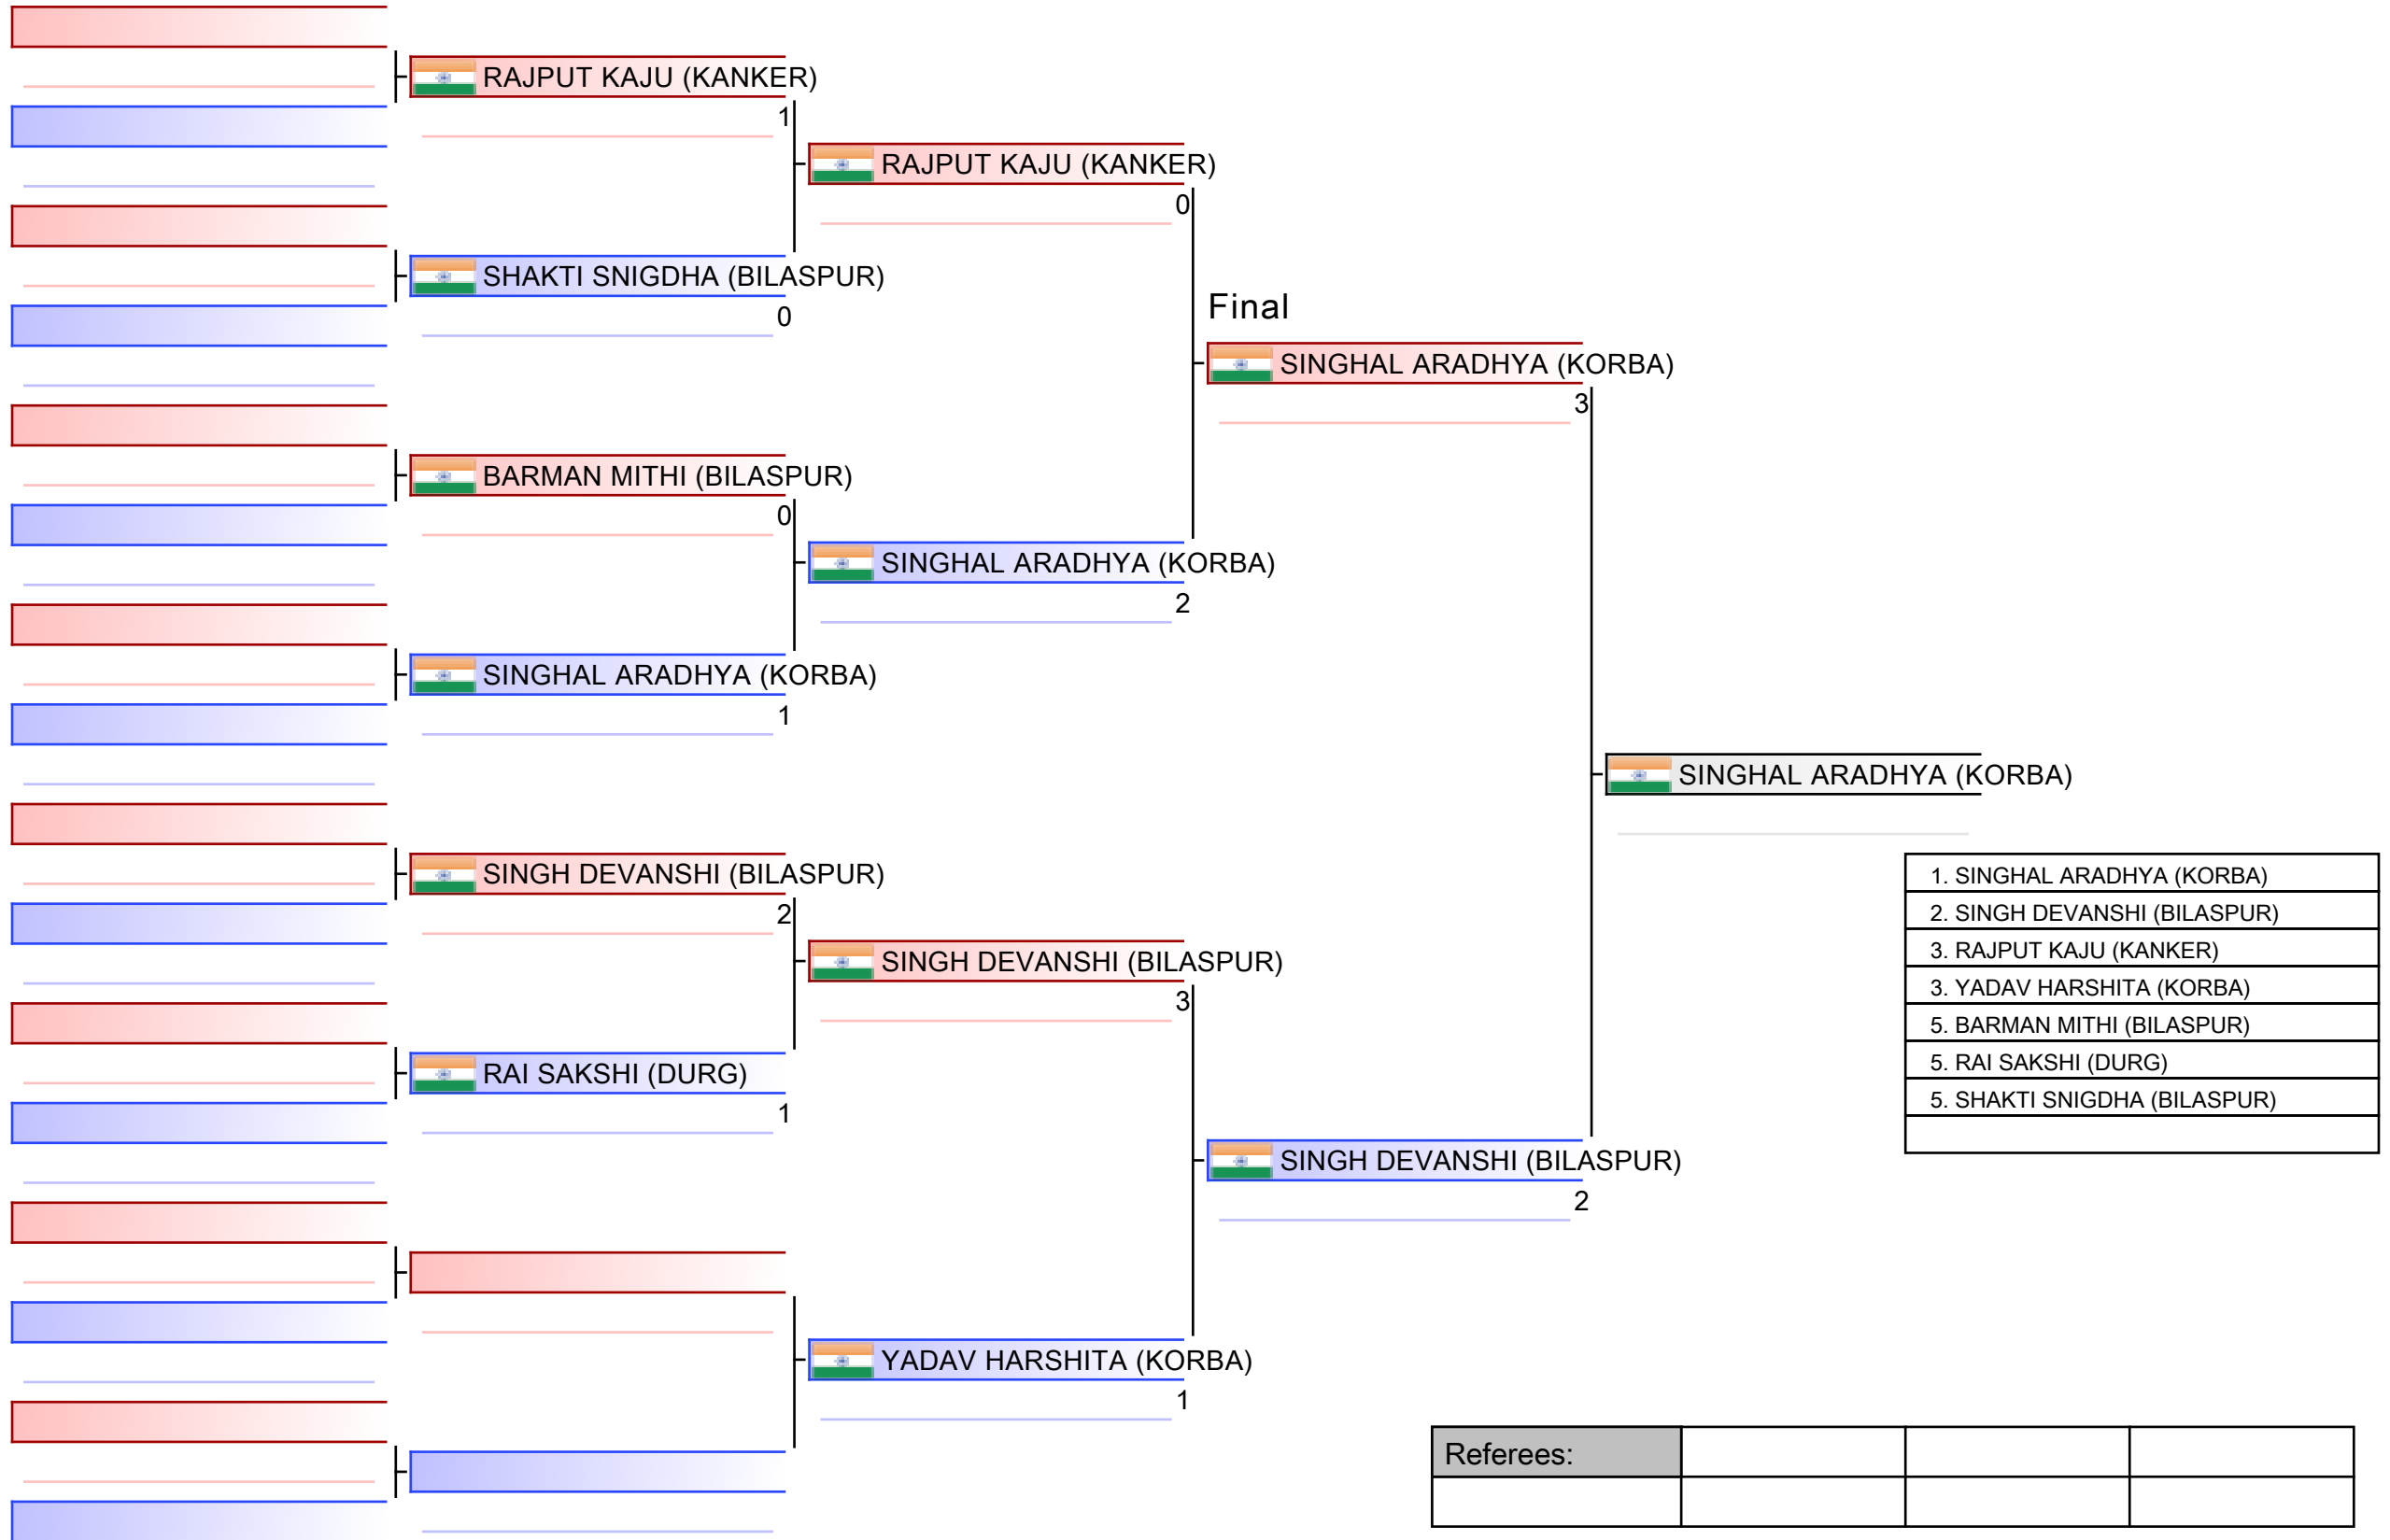 RAJPUT KAJU (KANKER)
1
SHAKTI SNIGDHA (BILASPUR)
0
BARMAN MITHI (BILASPUR)
0
SINGHAL ARADHYA (KORBA)
1
SINGH DEVANSHI (BILASPUR)
2
RAI SAKSHI (DURG)
1
RAJPUT KAJU (KANKER)
0
SINGHAL ARADHYA (KORBA)
2
SINGH DEVANSHI (BILASPUR)
3
YADAV HARSHITA (KORBA)
1
Final
SINGHAL ARADHYA (KORBA)
3
SINGH DEVANSHI (BILASPUR)
2
SINGHAL ARADHYA (KORBA)
1. SINGHAL ARADHYA (KORBA)
2. SINGH DEVANSHI (BILASPUR)
3. RAJPUT KAJU (KANKER)
3. YADAV HARSHITA (KORBA)
5. BARMAN MITHI (BILASPUR)
5. RAI SAKSHI (DURG)
5. SHAKTI SNIGDHA (BILASPUR)
Referees: